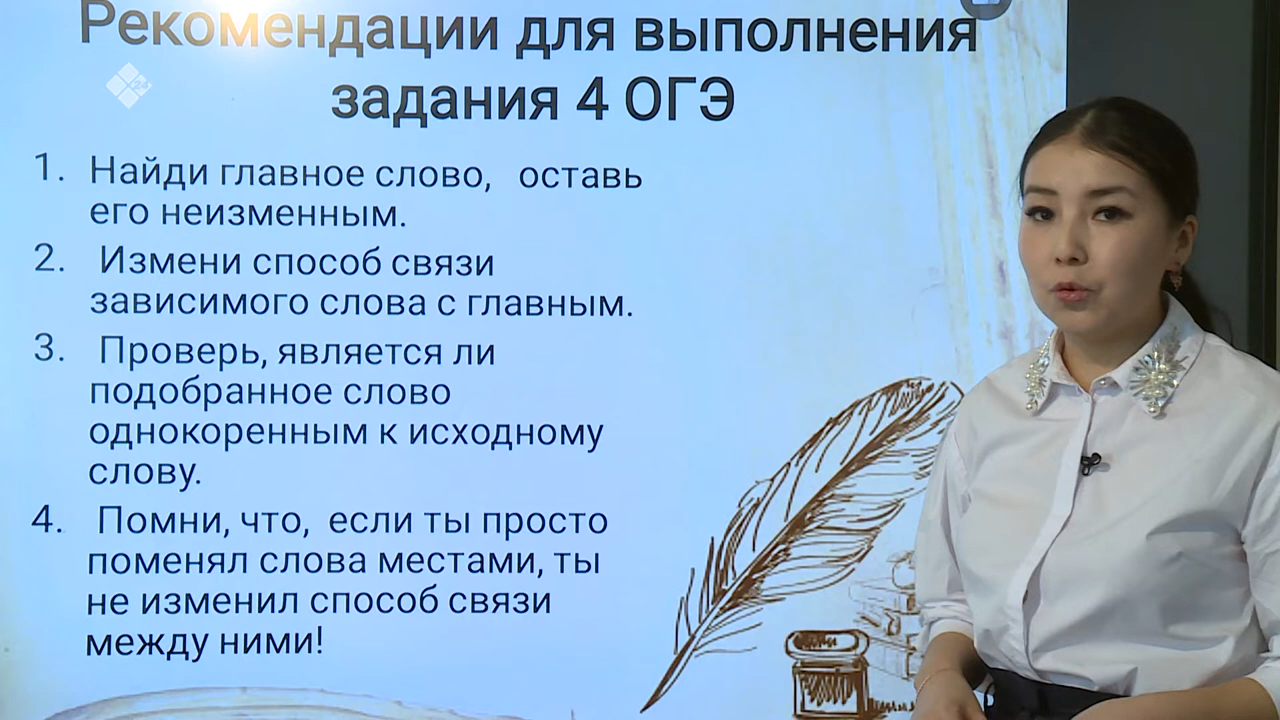 Рекомендации для выполнения
задания 4 ОГЭ
1. Найди главное слово, оставь
его неизменным.
2. Измени способ связи
зависимого слова с главным.
3. Проверь, является ли
подобранное слово
однокоренным к исходному
слову.
4. Помни, что, если ты просто
поменял слова местами, ты
не изменил способ связи
между ними!